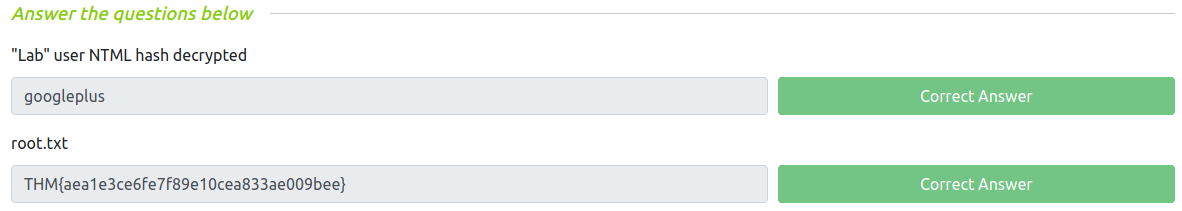 Answer the questions below
"Lab" user NTML hash decrypted
googleplus Correct Answer
root.txt
THM{aea1e3ce6fe7f89e10cea833ae009bee} Correct Answer